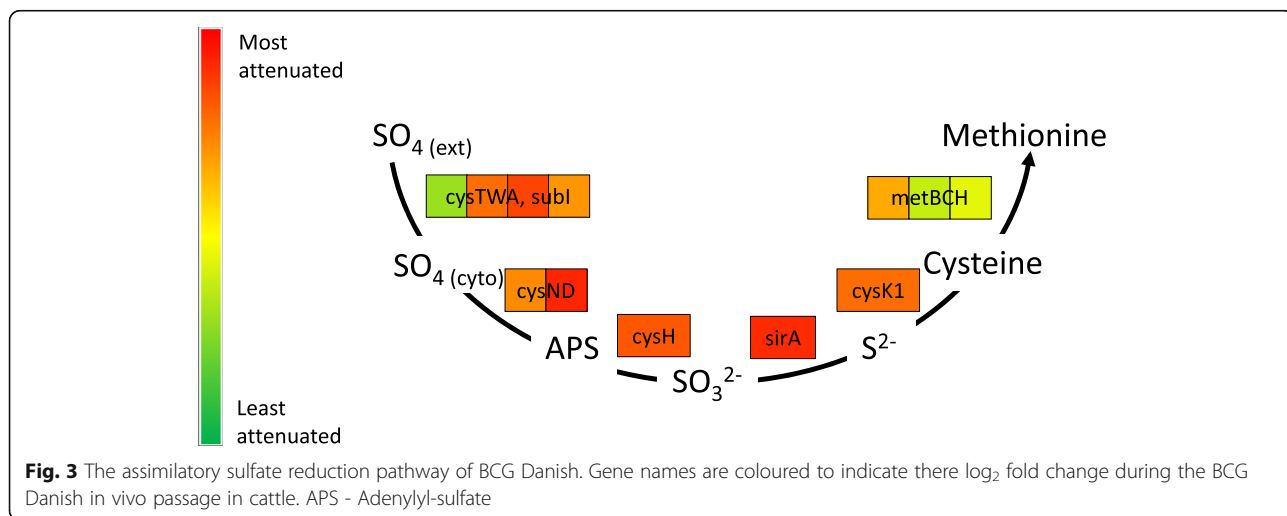 Most
attenuated
SO4 (ext)
Methionine
cysTWA, subI
metBCH
SO4 (cyto)
Cysteine
cysND
cysK1
cysH
sirA
APS
S2-
SO32-
Least
attenuated
Fig. 3 The assimilatory sulfate reduction pathway of BCG Danish. Gene names are coloured to indicate there log2 fold change during the BCG
Danish in vivo passage in cattle. APS - Adenylyl-sulfate